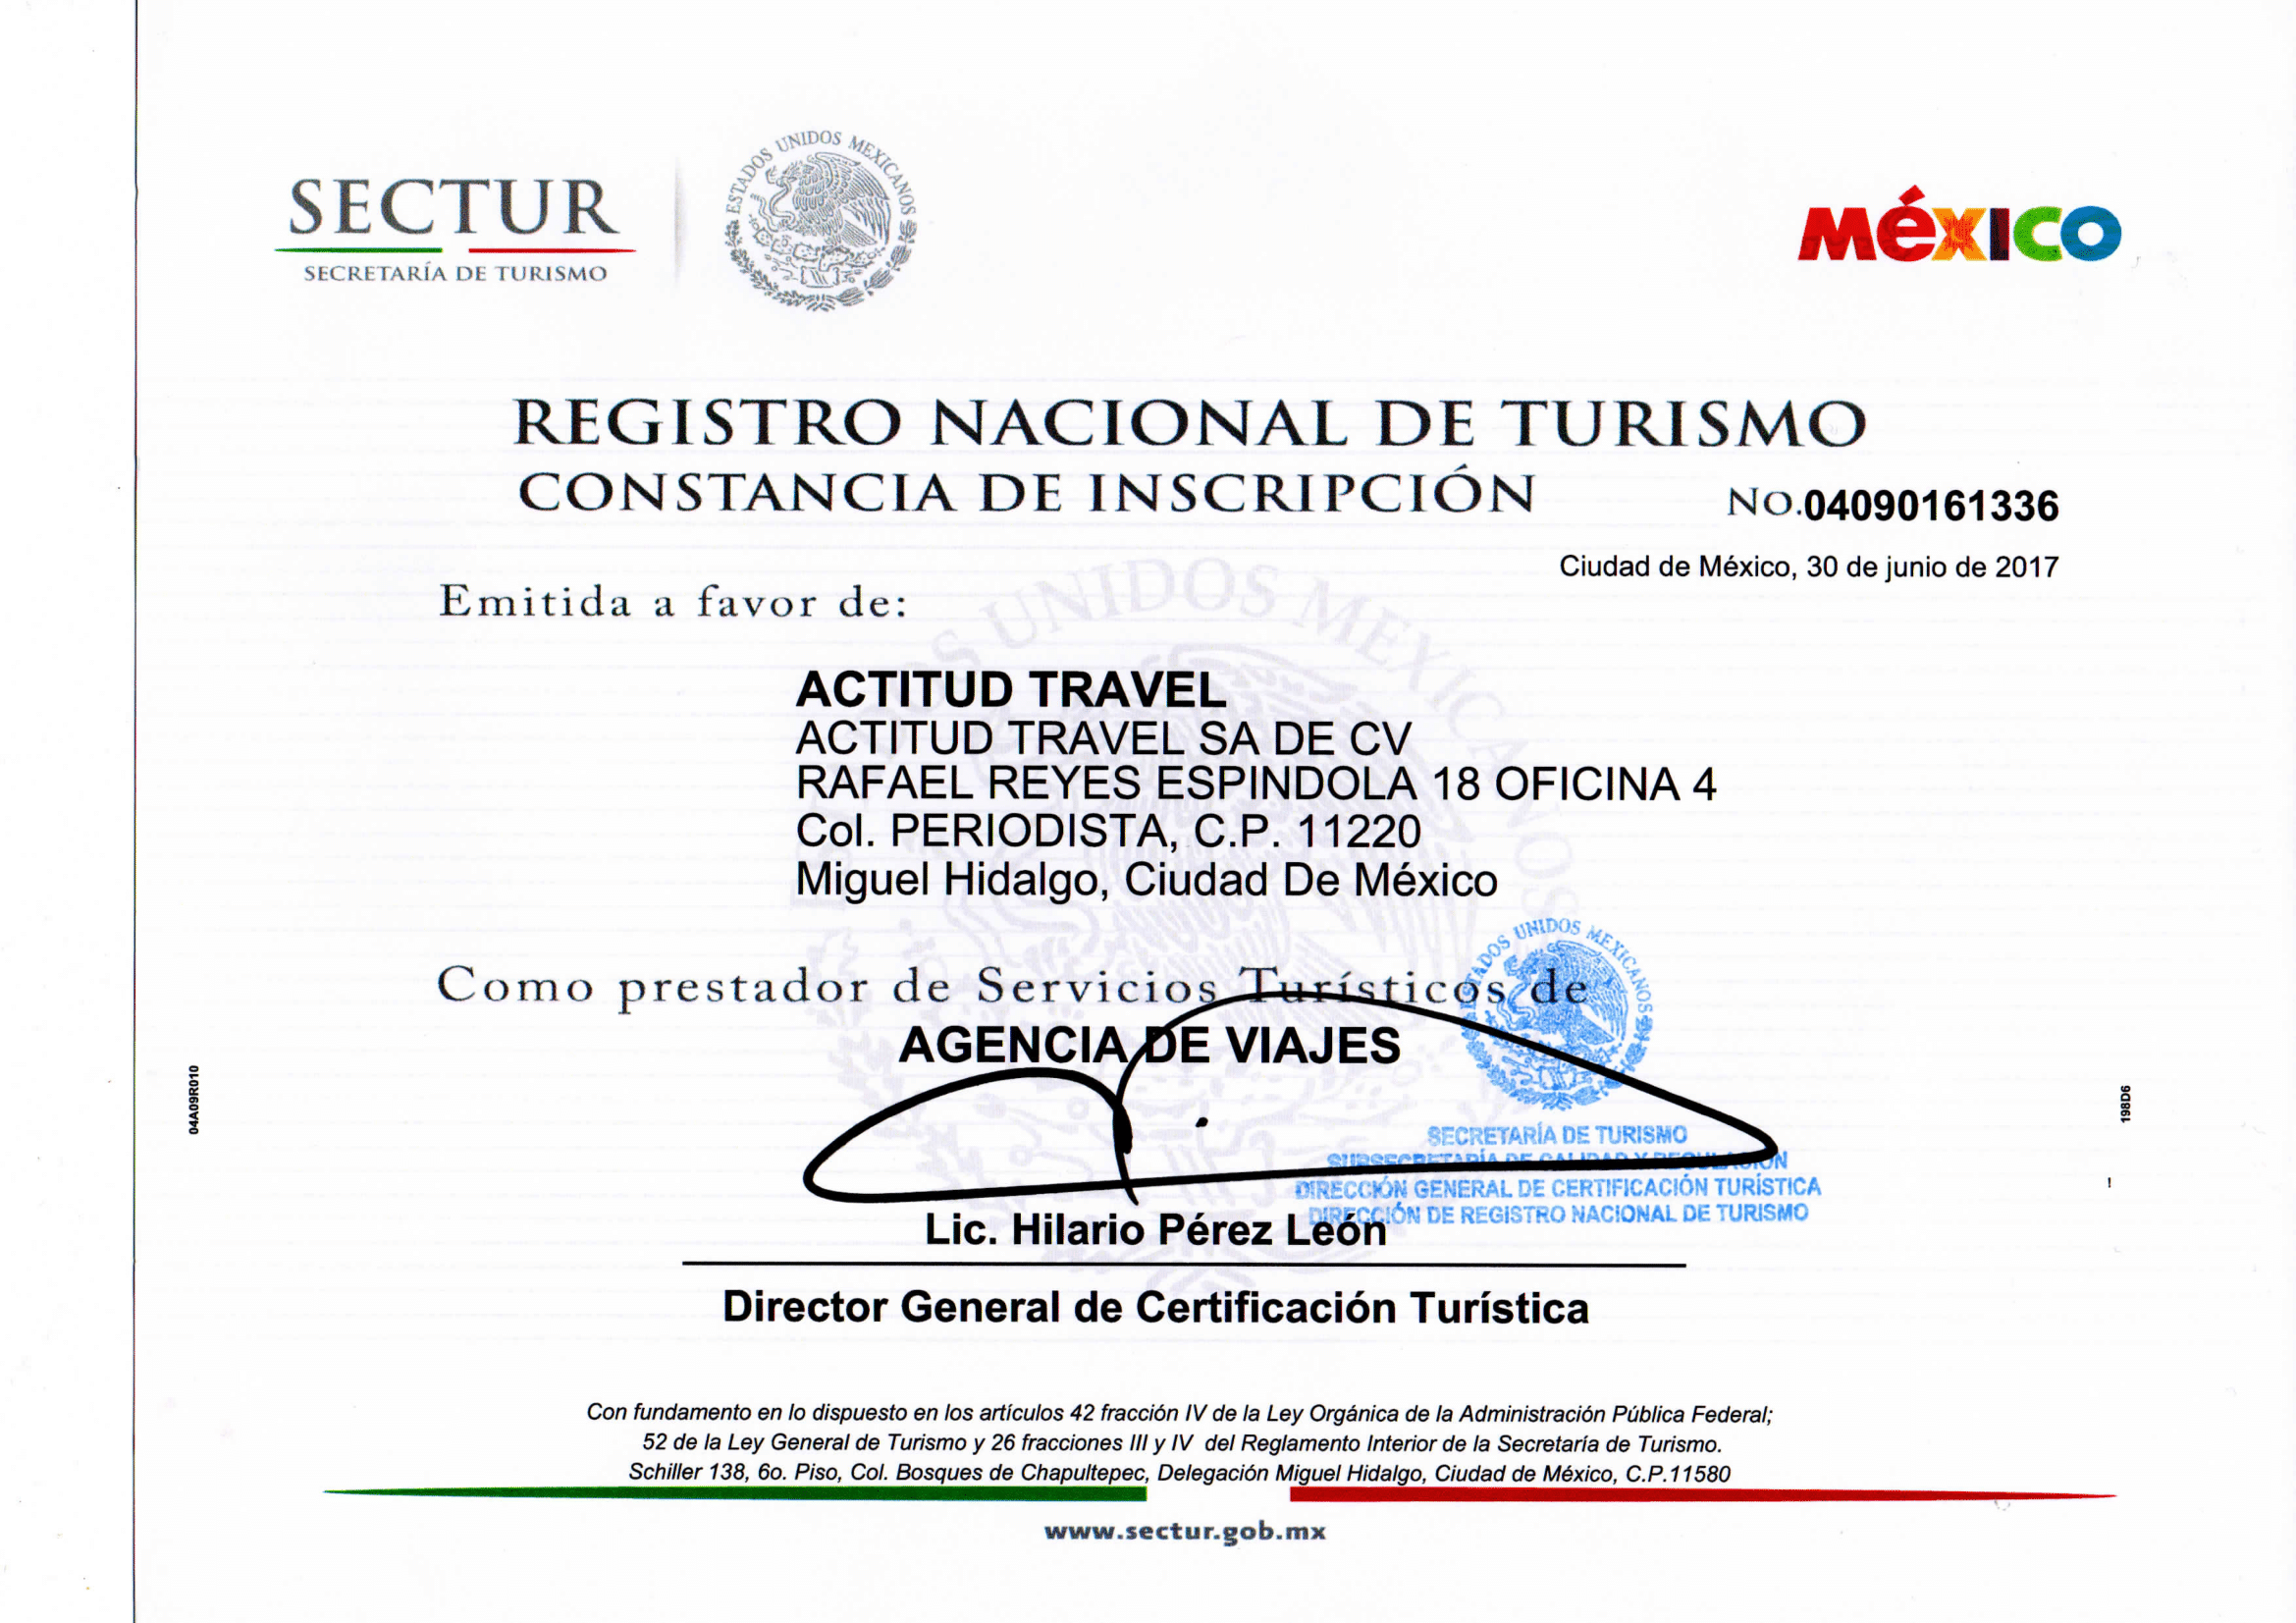 SECTUR
SECRETARÍA DE TURISMO
ESTADOS UNIDOS MEXICANOS
MéXICO
REGISTRO NACIONAL DE TURISMO
CONSTANCIA DE INSCRIPCIÓN
No.04090161336
Ciudad de México, 30 de junio de 2017
Emitida a favor de:
ACTITUD TRAVEL
ACTITUD TRAVEL SA DE CV
RAFAEL REYES ESPINDOLA 18 OFICINA 4
Col. PERIODISTA, C.P. 11220
Miguel Hidalgo, Ciudad De México
Como prestador de Servicios Turísticos de
AGENCIA DE VIAJES
ESTADOS UNIDOS MEXICANOS
SECRETARÍA DE TURISMO
SUBSECRETARÍA DE CALIDAD Y REGULACIÓN
DIRECCIÓN GENERAL DE CERTIFICACIÓN TURÍSTICA
DIRECCIÓN DE REGISTRO NACIONAL DE TURISMO
04A09R010
198D6
Lic. Hilario Pérez León
Director General de Certificación Turística
Con fundamento en lo dispuesto en los artículos 42 fracción IV de la Ley Orgánica de la Administración Pública Federal;
52 de la Ley General de Turismo y 26 fracciones III y IV del Reglamento Interior de la Secretaría de Turismo.
Schiller 138, 6o. Piso, Col. Bosques de Chapultepec, Delegación Miguel Hidalgo, Ciudad de México, C.P.11580
www.sectur.gob.mx